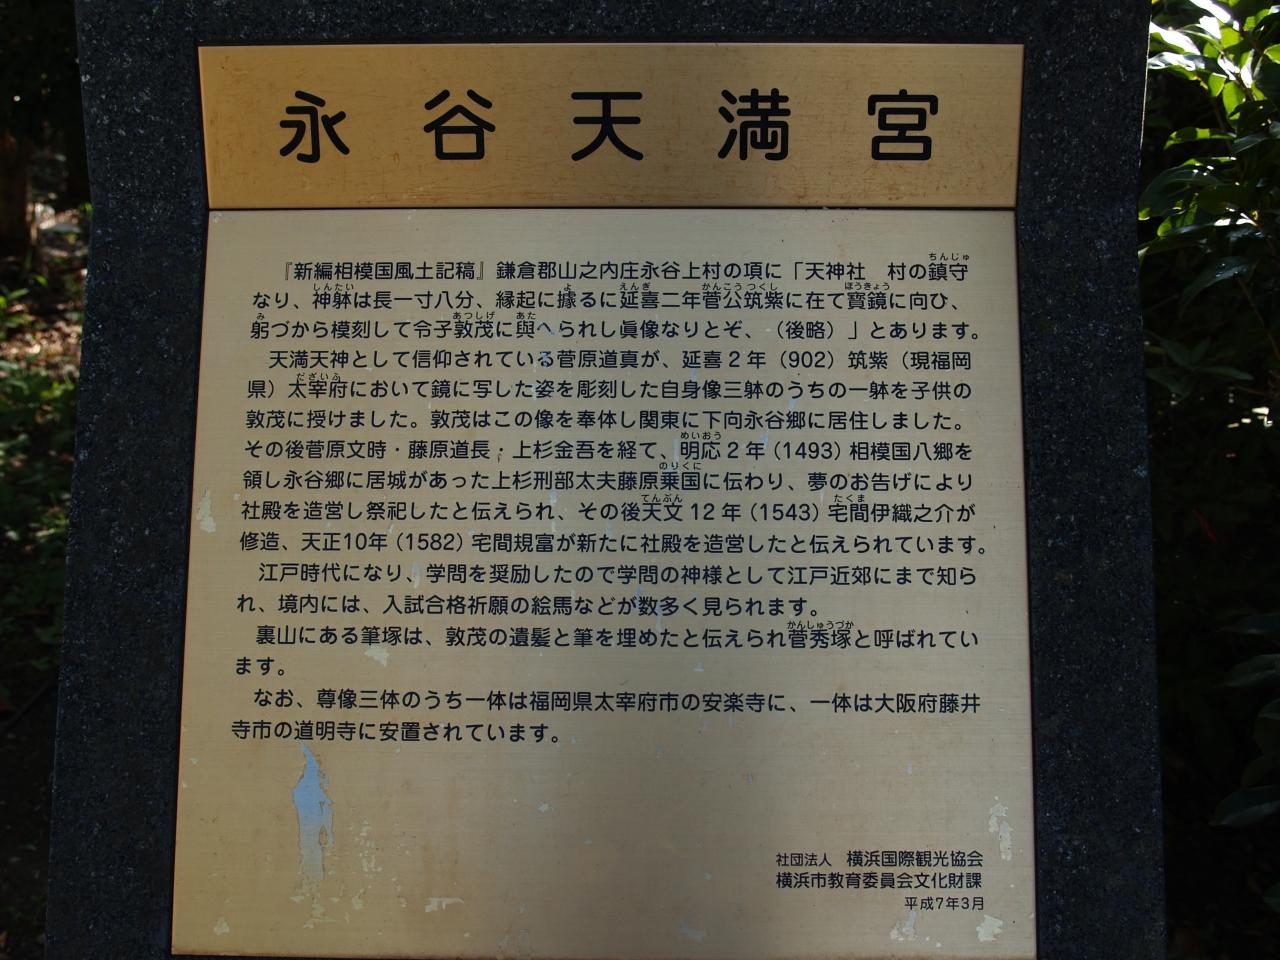 永谷天満宮
『新編相模国風土記稿』鎌倉郡山之内庄永谷上村の項に「天神社　村の鎮守
なり、神躰は長一寸八分、縁起に據るに延喜二年菅公筑紫に在て寳鏡に向ひ、
躬づから模刻して令子敦茂に與へられし眞像なりとぞ、（後略）」とあります。
天満天神として信仰されている菅原道真が、延喜２年（902）筑紫（現福岡
県）太宰府において鏡に写した姿を彫刻した自身像三躰のうちの一躰を子供の
敦茂に授けました。敦茂はこの像を奉体し関東に下向永谷郷に居住しました。
その後菅原文時・藤原道長・上杉金吾を経て、明応２年（1493）相模国八郷を
領し永谷郷に居城があった上杉刑部太夫藤原乗国に伝わり、夢のお告げにより
社殿を造営し祭祀したと伝えられ、その後天文12年（1543）宅間伊織之介が
修造、天正10年（1582）宅間規富が新たに社殿を造営したと伝えられています。
江戸時代になり、学問を奨励したので学問の神様として江戸近郊にまで知ら
れ、境内には、入試合格祈願の絵馬などが数多く見られます。
裏山にある筆塚は、敦茂の遺髪と筆を埋めたと伝えられ菅秀塚と呼ばれてい
ます。
なお、尊像三体のうち一体は福岡県太宰府市の安楽寺に、一体は大阪府藤井
寺市の道明寺に安置されています。
社団法人　横浜国際観光協会
横浜市教育委員会文化財課
平成7年3月